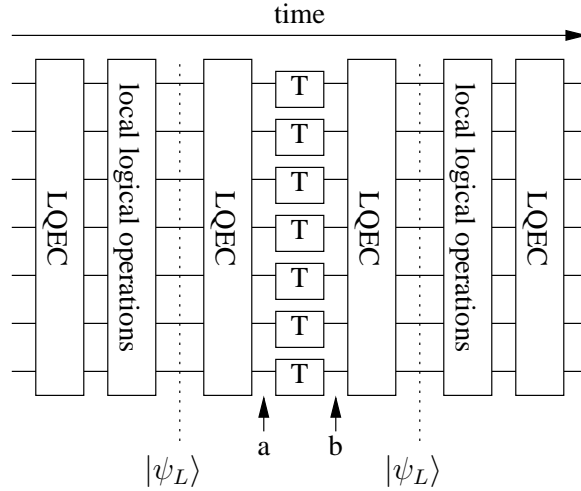 time
LQEC
local logical operations
LQEC
T
T
T
T
T
T
T
LQEC
local logical operations
LQEC
a
b
|ψ_L⟩
|ψ_L⟩